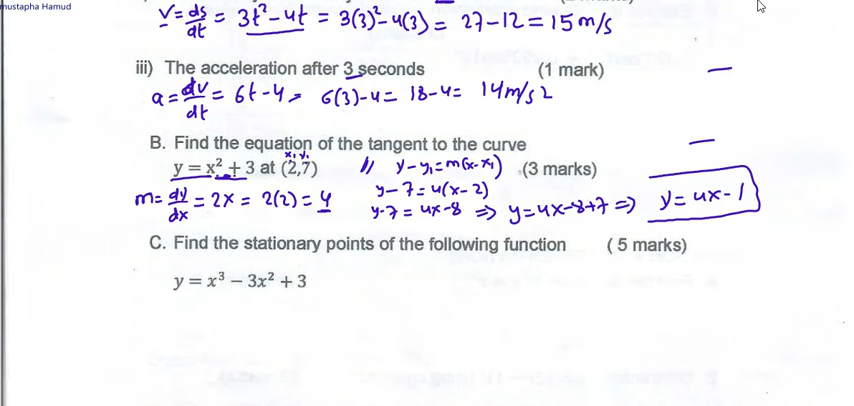 mustapha Hamud
v = ds/dt = 3t² - 4t = 3(3)² - 4(3) = 27 - 12 = 15 m/s
iii) The acceleration after 3 seconds (1 mark)
a = dv/dt = 6t - 4 = 6(3) - 4 = 18 - 4 = 14 m/s 2
B. Find the equation of the tangent to the curve
x₁ y₁
y = x² + 3 at (2,7) // y - y₁ = m(x - x₁) (3 marks)
m = dy/dx = 2x = 2(2) = 4
y - 7 = 4(x - 2)
y - 7 = 4x - 8 ⇒ y = 4x - 8 + 7 ⇒ y = 4x - 1
C. Find the stationary points of the following function ( 5 marks)
y = x³ − 3x² + 3